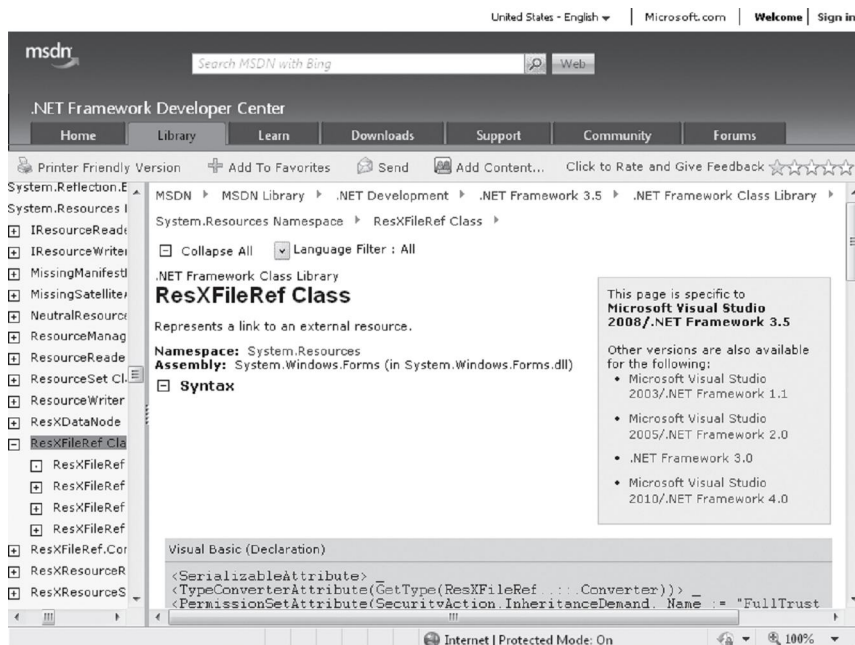 United States - English
Microsoft.com
Welcome
Sign in
msdn
Search MSDN with Bing
Web
.NET Framework Developer Center
Home
Library
Learn
Downloads
Support
Community
Forums
Printer Friendly Version
Add To Favorites
Send
Add Content...
Click to Rate and Give Feedback
System.Reflection.E
System.Resources
IResourceReade
IResourceWriter
MissingManifest
MissingSatellite
NeutralResource
ResourceManag
ResourceReade
ResourceSet Cl
ResourceWriter
ResXDataNode
ResXFileRef Cla
ResXFileRef
ResXFileRef
ResXFileRef
ResXFileRef
ResXFileRef.Cor
ResXResourceR
ResXResourceS
MSDN ▸ MSDN Library ▸ .NET Development ▸ .NET Framework 3.5 ▸ .NET Framework Class Library ▸
System.Resources Namespace ▸ ResXFileRef Class ▸
Collapse All
Language Filter : All
.NET Framework Class Library
ResXFileRef Class
Represents a link to an external resource.
Namespace: System.Resources
Assembly: System.Windows.Forms (in System.Windows.Forms.dll)
Syntax
This page is specific to
Microsoft Visual Studio
2008/.NET Framework 3.5
Other versions are also available
for the following:
• Microsoft Visual Studio
2003/.NET Framework 1.1
• Microsoft Visual Studio
2005/.NET Framework 2.0
• .NET Framework 3.0
• Microsoft Visual Studio
2010/.NET Framework 4.0
Visual Basic (Declaration)
<SerializableAttribute> _
<TypeConverterAttribute(GetType(ResXFileRef..:..Converter))> _
<PermissionSetAttribute(SecurityAction.InheritanceDemand, Name := "FullTrust
Internet | Protected Mode: On
100%